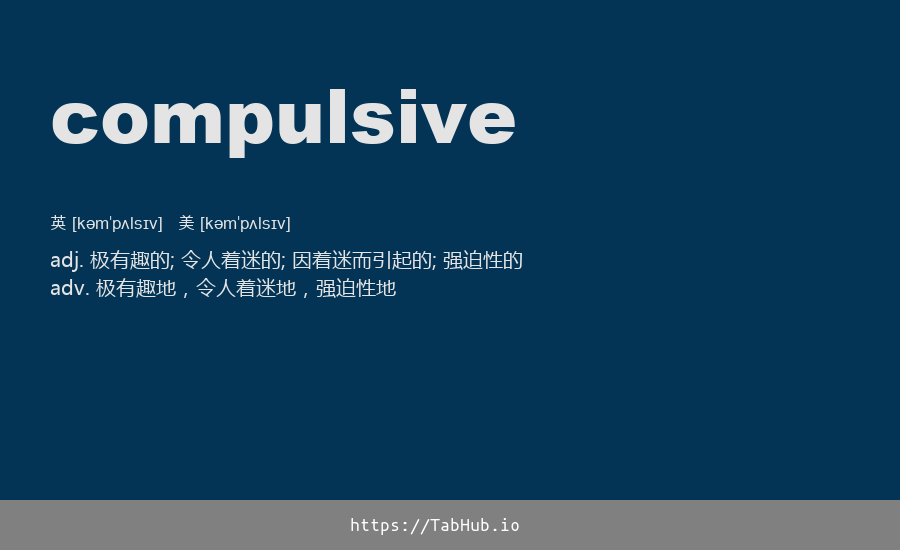 compulsive
英 [kəmˈpʌlsɪv] 美 [kəmˈpʌlsɪv]
adj. 极有趣的; 令人着迷的; 因着迷而引起的; 强迫性的
adv. 极有趣地，令人着迷地，强迫性地
https://TabHub.io